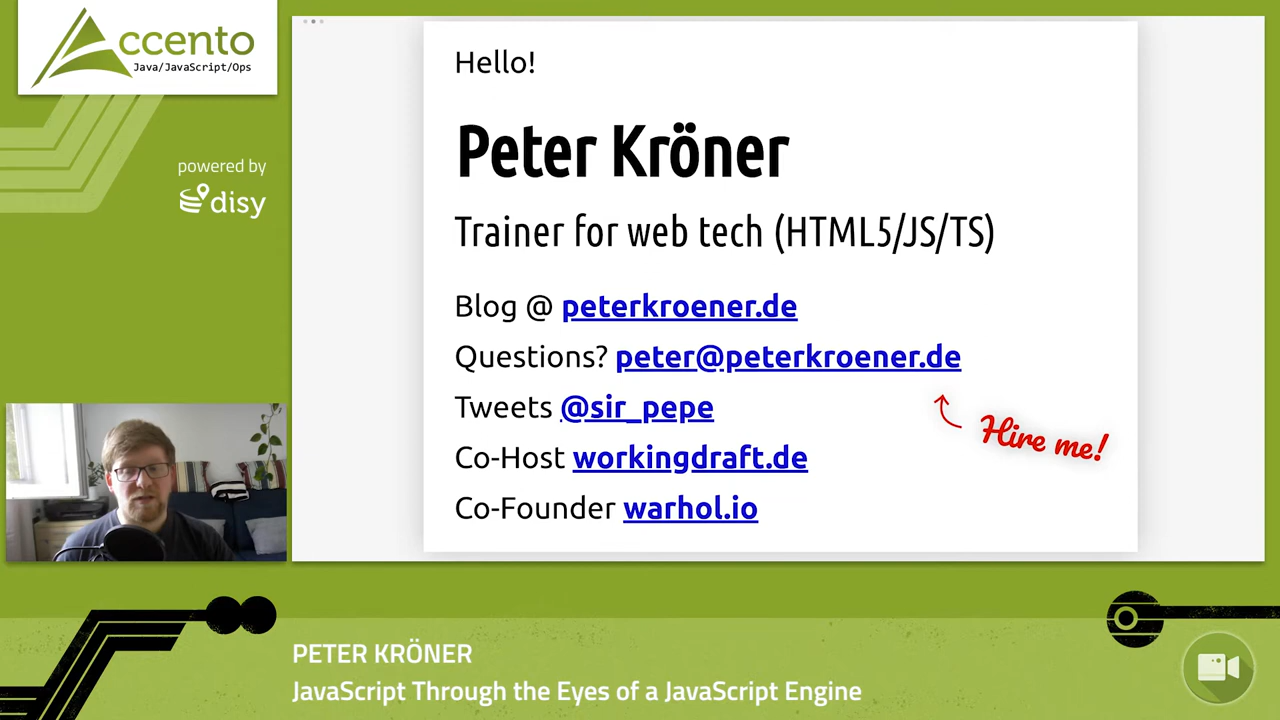 Accento
Java/JavaScript/Ops
powered by
disy
Hello!
Peter Kröner
Trainer for web tech (HTML5/JS/TS)
Blog @ peterkroener.de
Questions? peter@peterkroener.de
Tweets @sir_pepe
Hire me!
Co-Host workingdraft.de
Co-Founder warhol.io
PETER KRÖNER
JavaScript Through the Eyes of a JavaScript Engine